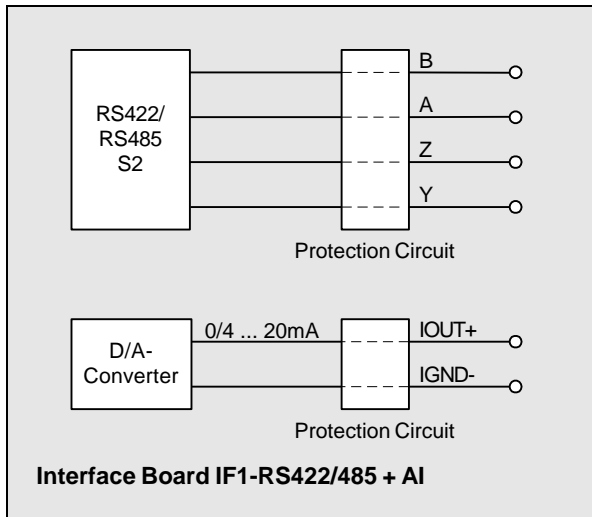 RS422/
RS485
S2
B
A
Z
Y
Protection Circuit
D/A-
Converter
0/4 ... 20mA
IOUT+
IGND-
Protection Circuit
Interface Board IF1-RS422/485 + AI